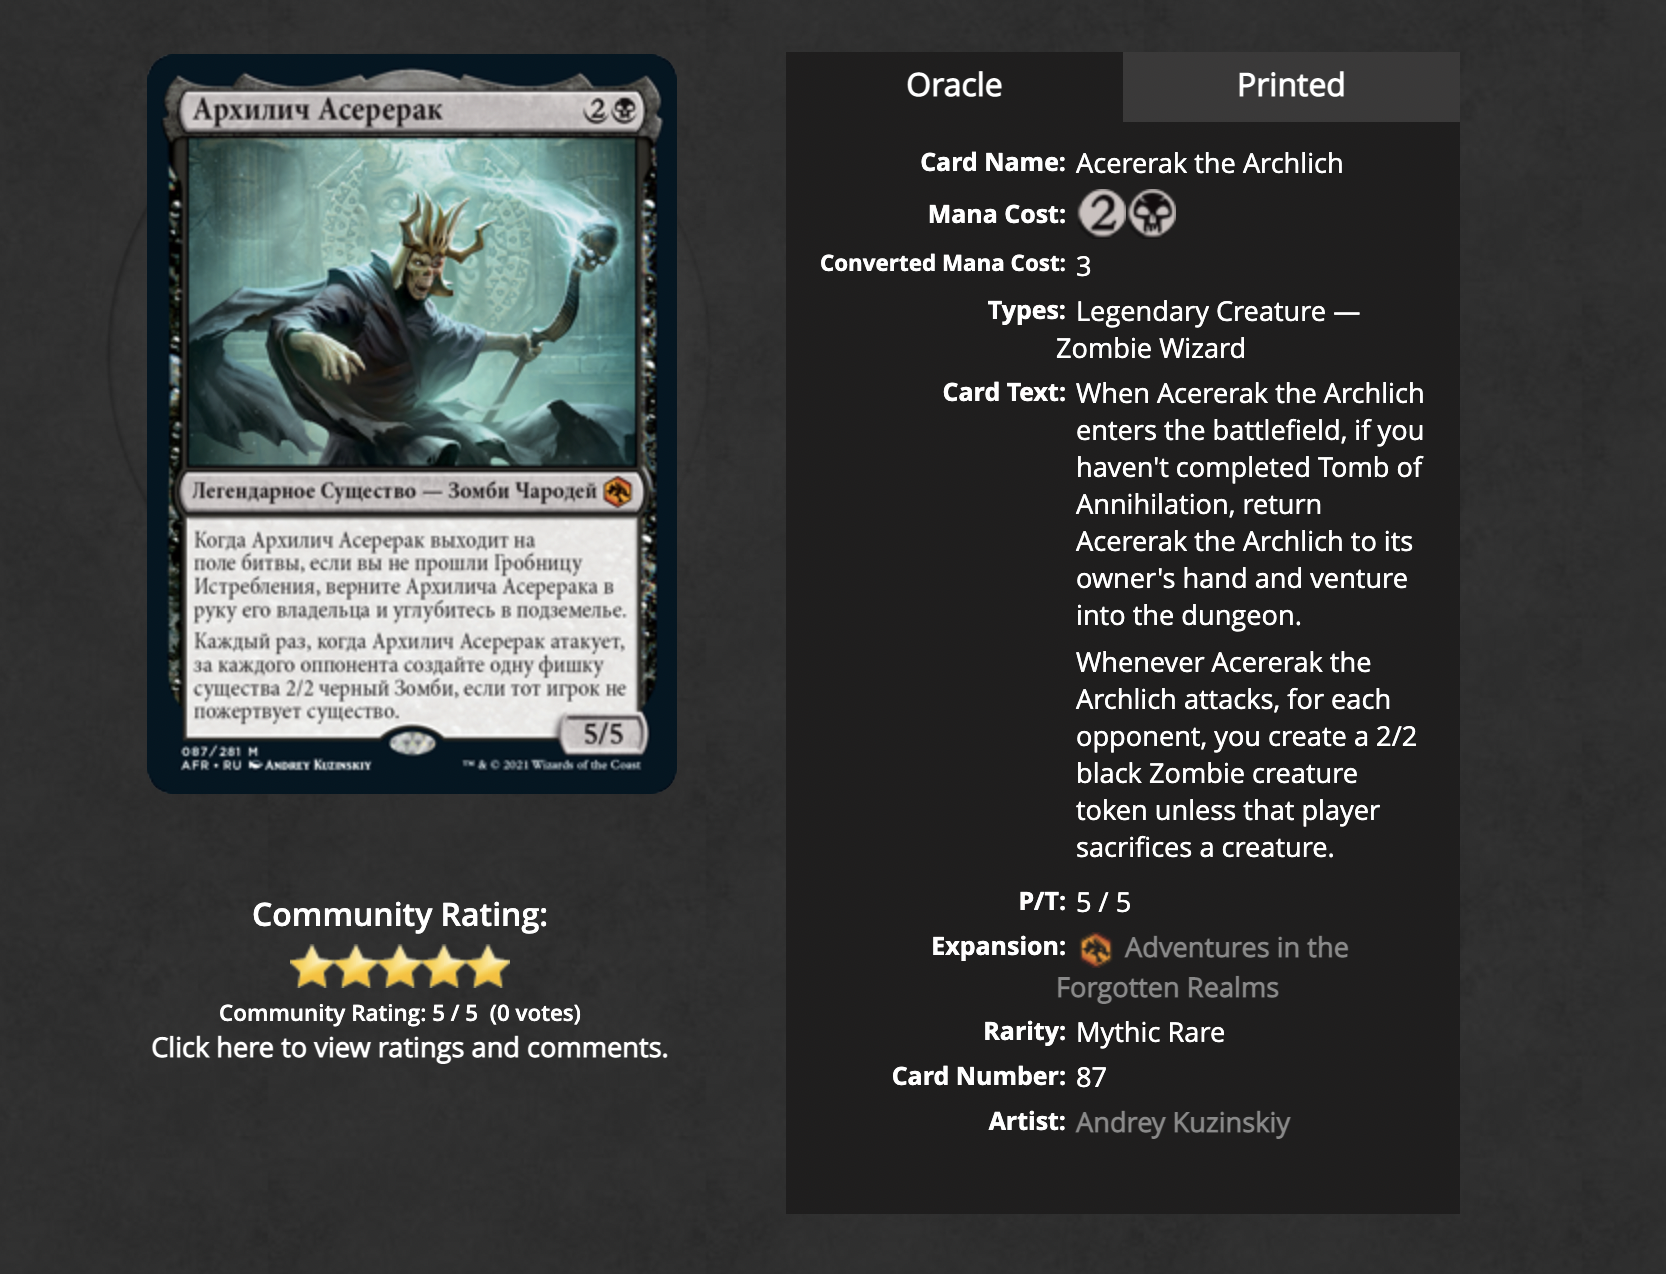 Архилич Асерерак 2
Легендарное Существо — Зомби Чародей
Когда Архилич Асерерак выходит на
поле битвы, если вы не прошли Гробницу
Истребления, верните Архилича Асерерака в
руку его владельца и углубитесь в подземелье.
Каждый раз, когда Архилич Асерерак атакует,
за каждого оппонента создайте одну фишку
существа 2/2 черный Зомби, если тот игрок не
пожертвует существо.
5/5
087/281 M
AFR • RU Andrey Kuzinskiy
™ & © 2021 Wizards of the Coast
Community Rating:
Community Rating: 5 / 5 (0 votes)
Click here to view ratings and comments.
Oracle
Printed
Card Name: Acererak the Archlich
Mana Cost: 2
Converted Mana Cost: 3
Types: Legendary Creature —
Zombie Wizard
Card Text: When Acererak the Archlich
enters the battlefield, if you
haven't completed Tomb of
Annihilation, return
Acererak the Archlich to its
owner's hand and venture
into the dungeon.
Whenever Acererak the
Archlich attacks, for each
opponent, you create a 2/2
black Zombie creature
token unless that player
sacrifices a creature.
P/T: 5 / 5
Expansion: Adventures in the
Forgotten Realms
Rarity: Mythic Rare
Card Number: 87
Artist: Andrey Kuzinskiy